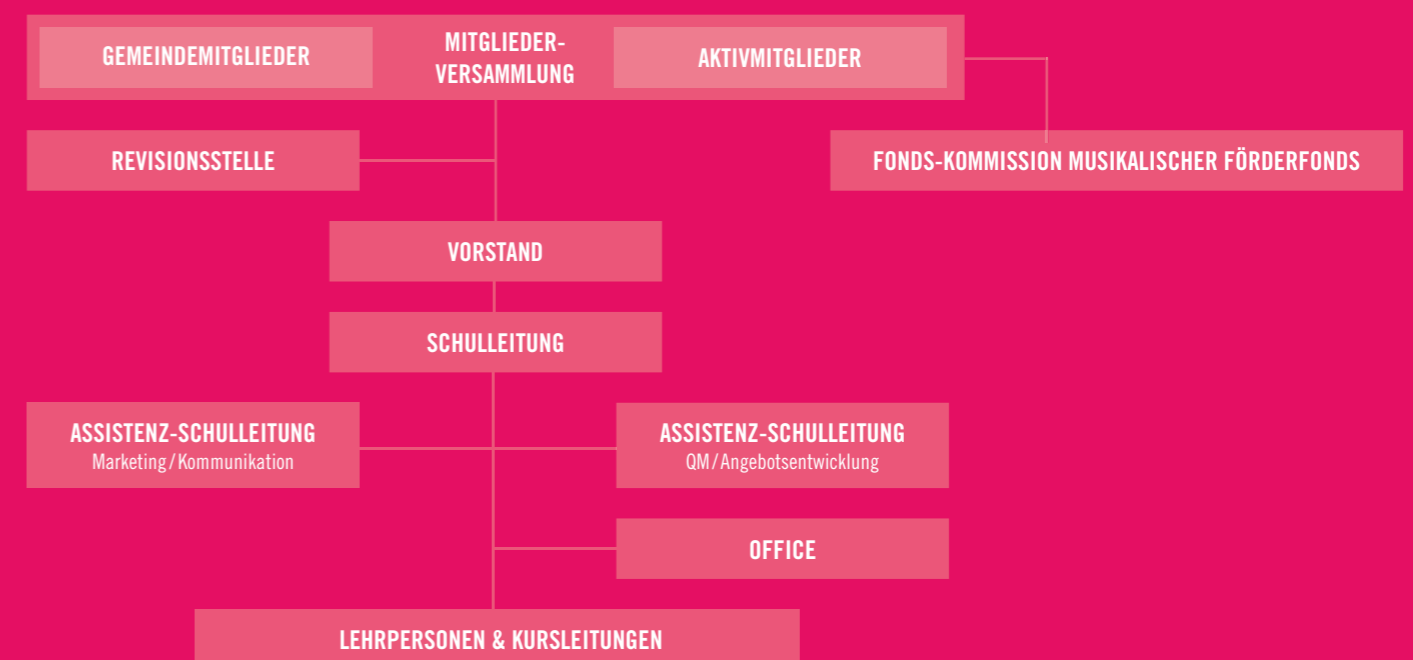 GEMEINDEMITGLIEDER
MITGLIEDER-
VERSAMMLUNG
AKTIVMITGLIEDER
REVISIONSSTELLE
FONDS-KOMMISSION MUSIKALISCHER FÖRDERFONDS
VORSTAND
SCHULLEITUNG
ASSISTENZ-SCHULLEITUNG
Marketing/Kommunikation
ASSISTENZ-SCHULLEITUNG
QM/Angebotsentwicklung
OFFICE
LEHRPERSONEN & KURSLEITUNGEN